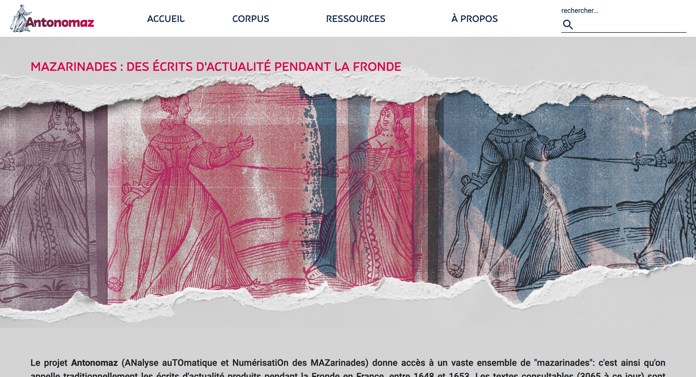 Antonomaz
ACCUEIL
CORPUS
RESSOURCES
À PROPOS
rechercher...
MAZARINADES : DES ÉCRITS D'ACTUALITÉ PENDANT LA FRONDE
Le projet Antonomaz (ANalyse auTOmatique et NumérisatiOn des MAZarinades) donne accès à un vaste ensemble de "mazarinades": c'est ainsi qu'on
appelle traditionnellement les écrits d'actualité produits pendant la Fronde en France, entre 1648 et 1653. Les textes consultables (3065 à ce jour) sont